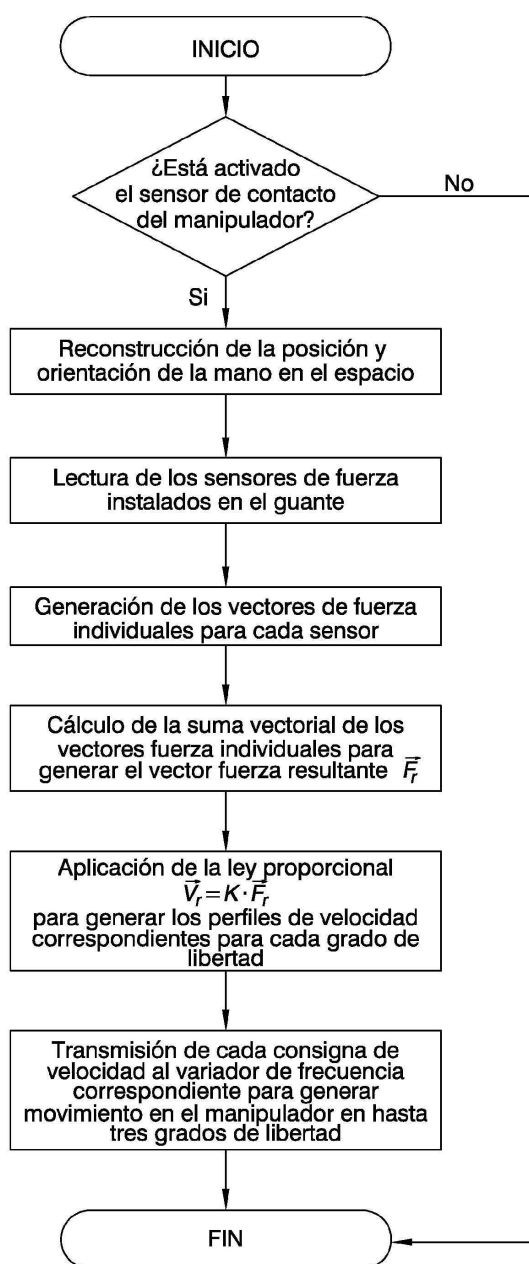 INICIO
¿Está activado
el sensor de contacto
del manipulador?
No
Si
Reconstrucción de la posición y
orientación de la mano en el espacio
Lectura de los sensores de fuerza
instalados en el guante
Generación de los vectores de fuerza
individuales para cada sensor
Cálculo de la suma vectorial de los
vectores fuerza individuales para
generar el vector fuerza resultante F⃗r
Aplicación de la ley proporcional
V⃗r = K · F⃗r
para generar los perfiles de velocidad
correspondientes para cada grado de
libertad
Transmisión de cada consigna de
velocidad al variador de frecuencia
correspondiente para generar
movimiento en el manipulador en hasta
tres grados de libertad
FIN